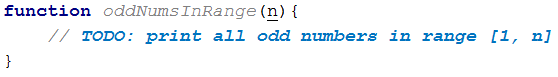 function oddNumsInRange(n){
    // TODO: print all odd numbers in range [1, n]
}